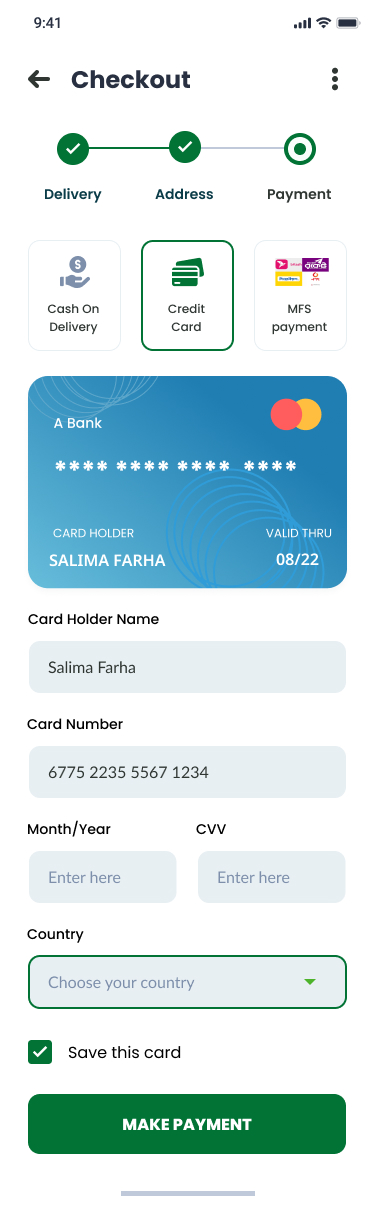 9:41
Checkout
Delivery
Address
Payment
Cash On
Delivery
Credit
Card
MFS
payment
A Bank
**** **** **** ****
CARD HOLDER
VALID THRU
SALIMA FARHA
08/22
Card Holder Name
Salima Farha
Card Number
6775 2235 5567 1234
Month/Year
CVV
Enter here
Enter here
Country
Choose your country
Save this card
MAKE PAYMENT